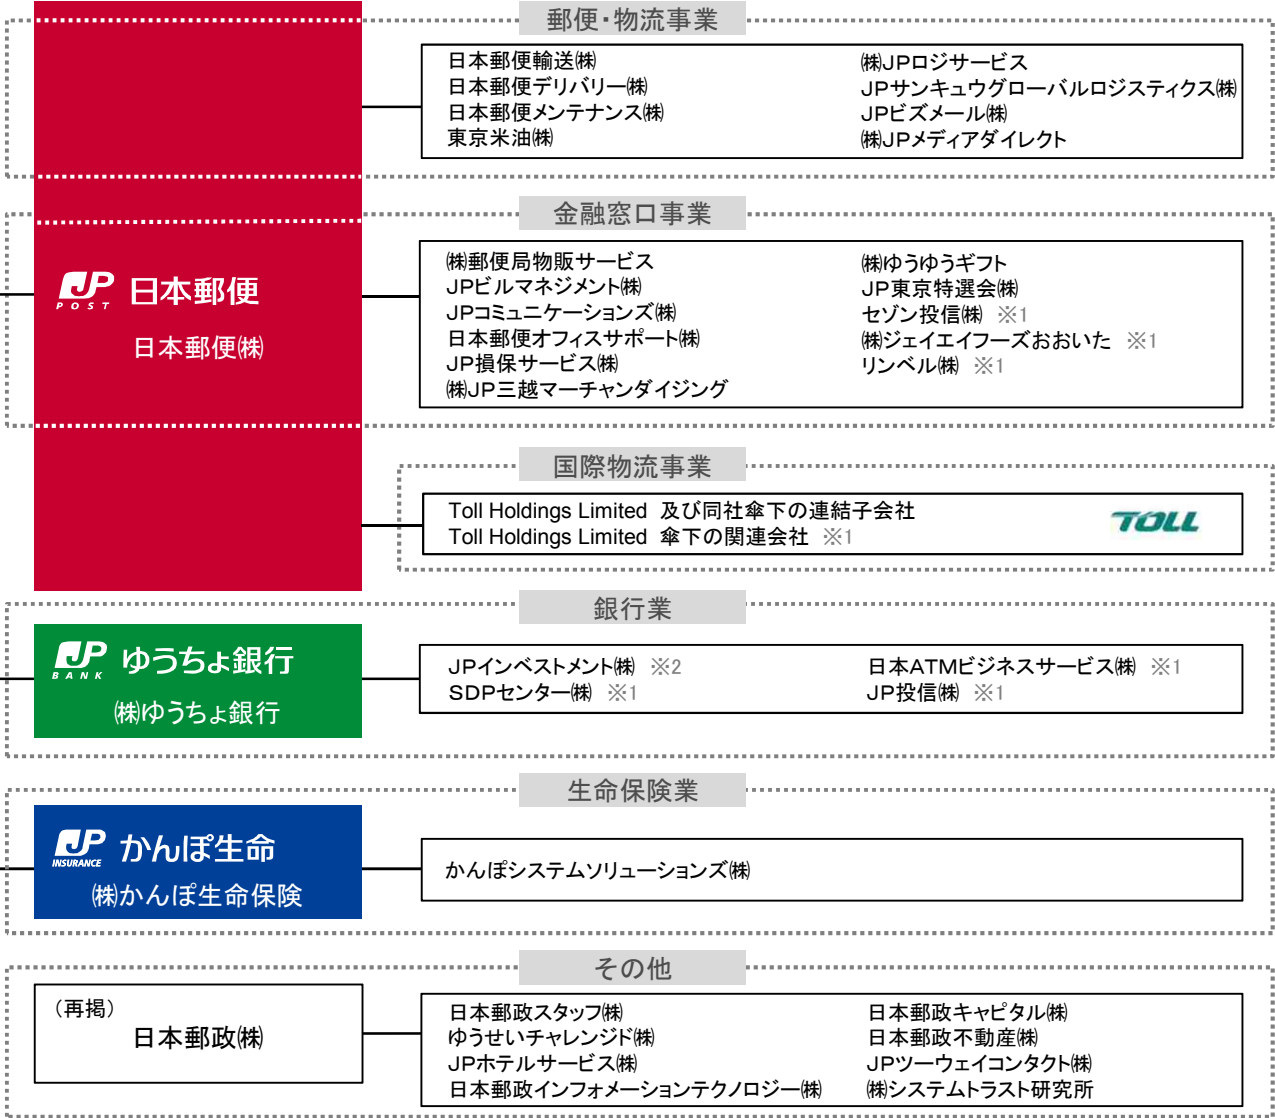 郵便・物流事業
日本郵便輸送㈱
日本郵便デリバリー㈱
日本郵便メンテナンス㈱
東京米油㈱
㈱JPロジサービス
JPサンキュウグローバルロジスティクス㈱
JPビズメール㈱
㈱JPメディアダイレクト
金融窓口事業
JP 日本郵便
POST
日本郵便㈱
㈱郵便局物販サービス
JPビルマネジメント㈱
JPコミュニケーションズ㈱
日本郵便オフィスサポート㈱
JP損保サービス㈱
㈱JP三越マーチャンダイジング
㈱ゆうゆうギフト
JP東京特選会㈱
セゾン投信㈱ ※1
㈱ジェイエイフーズおおいた ※1
リンベル㈱ ※1
国際物流事業
Toll Holdings Limited 及び同社傘下の連結子会社
Toll Holdings Limited 傘下の関連会社 ※1
TOLL
銀行業
JP ゆうちょ銀行
BANK
㈱ゆうちょ銀行
JPインベストメント㈱ ※2
SDPセンター㈱ ※1
日本ATMビジネスサービス㈱ ※1
JP投信㈱ ※1
生命保険業
JP かんぽ生命
INSURANCE
㈱かんぽ生命保険
かんぽシステムソリューションズ㈱
その他
（再掲）
日本郵政㈱
日本郵政スタッフ㈱
ゆうせいチャレンジド㈱
JPホテルサービス㈱
日本郵政インフォメーションテクノロジー㈱
日本郵政キャピタル㈱
日本郵政不動産㈱
JPツーウェイコンタクト㈱
㈱システムトラスト研究所